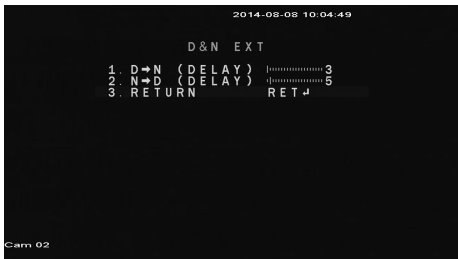 2014-08-08 10:04:49
D&N EXT
1. D➡N (DELAY) 3
2. N➡D (DELAY) 5
3. RETURN RET↲
Cam 02